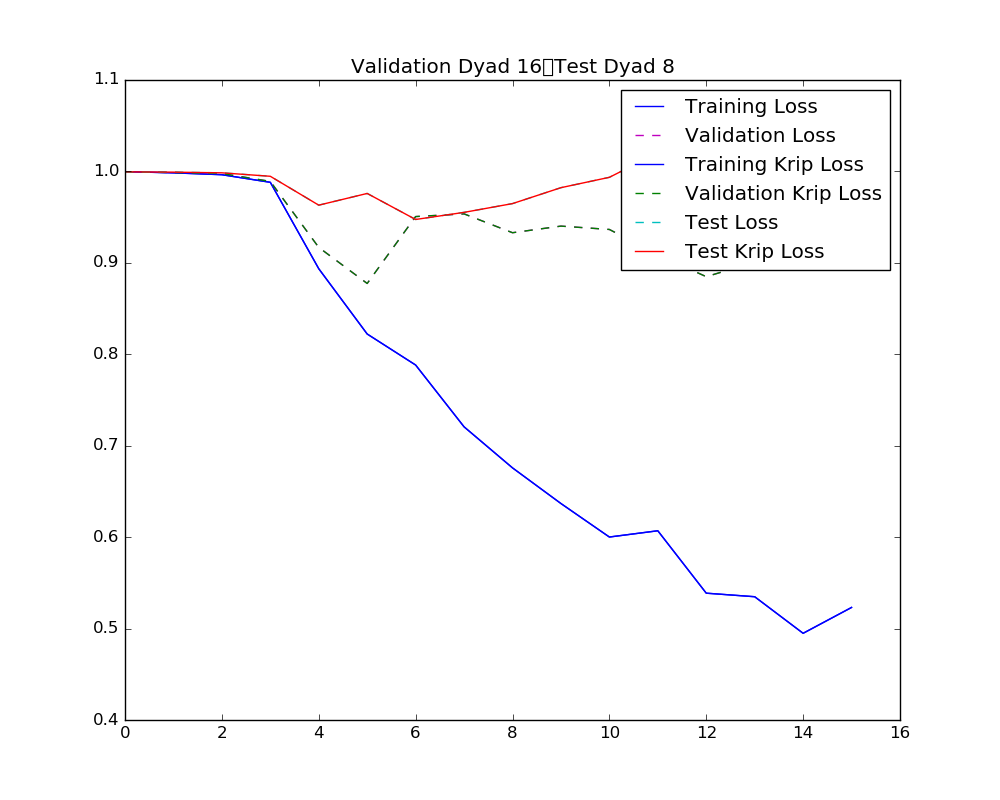 Validation Dyad 16□Test Dyad 8
1.1
1.0
0.9
0.8
0.7
0.6
0.5
0.4
0 2 4 6 8 10 12 14 16
Training Loss
Validation Loss
Training Krip Loss
Validation Krip Loss
Test Loss
Test Krip Loss